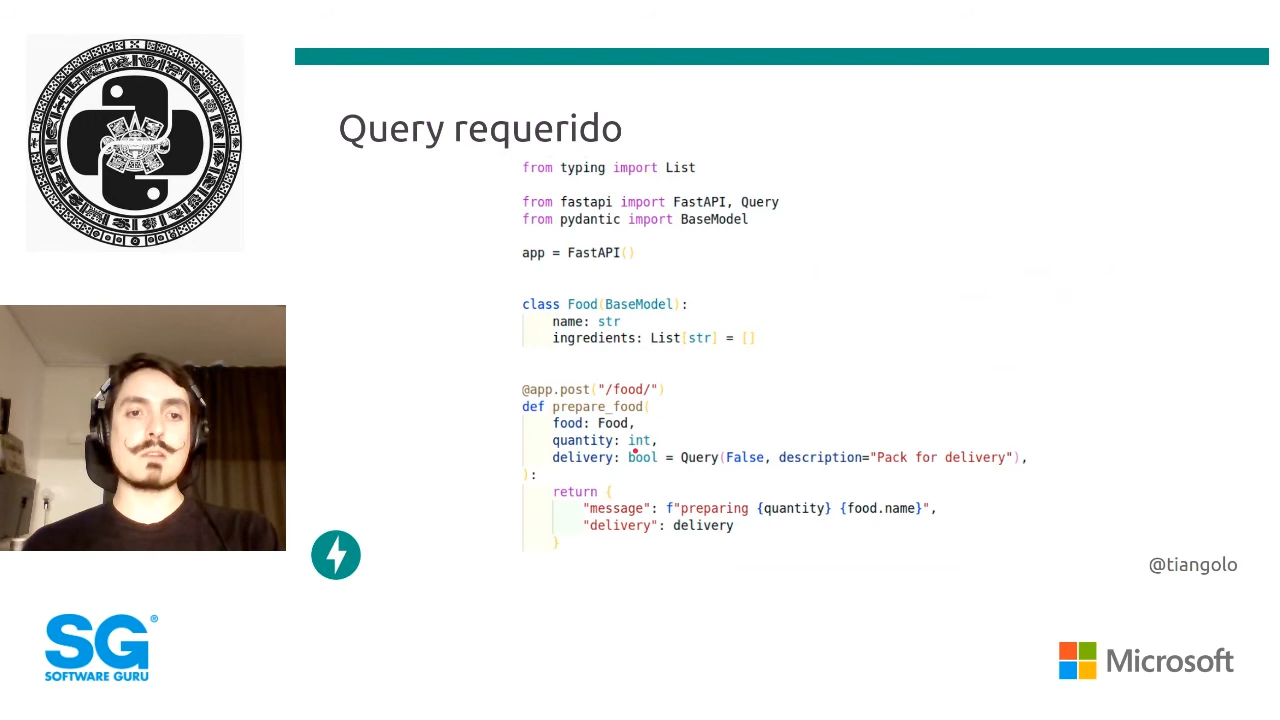 Query requerido
from typing import List
from fastapi import FastAPI, Query
from pydantic import BaseModel
app = FastAPI()
class Food(BaseModel):
name: str
ingredients: List[str] = []
@app.post("/food/")
def prepare_food(
food: Food,
quantity: int,
delivery: bool = Query(False, description="Pack for delivery"),
):
return {
"message": f"preparing {quantity} {food.name}",
"delivery": delivery
}
@tiangolo
SG®
SOFTWARE GURU
Microsoft